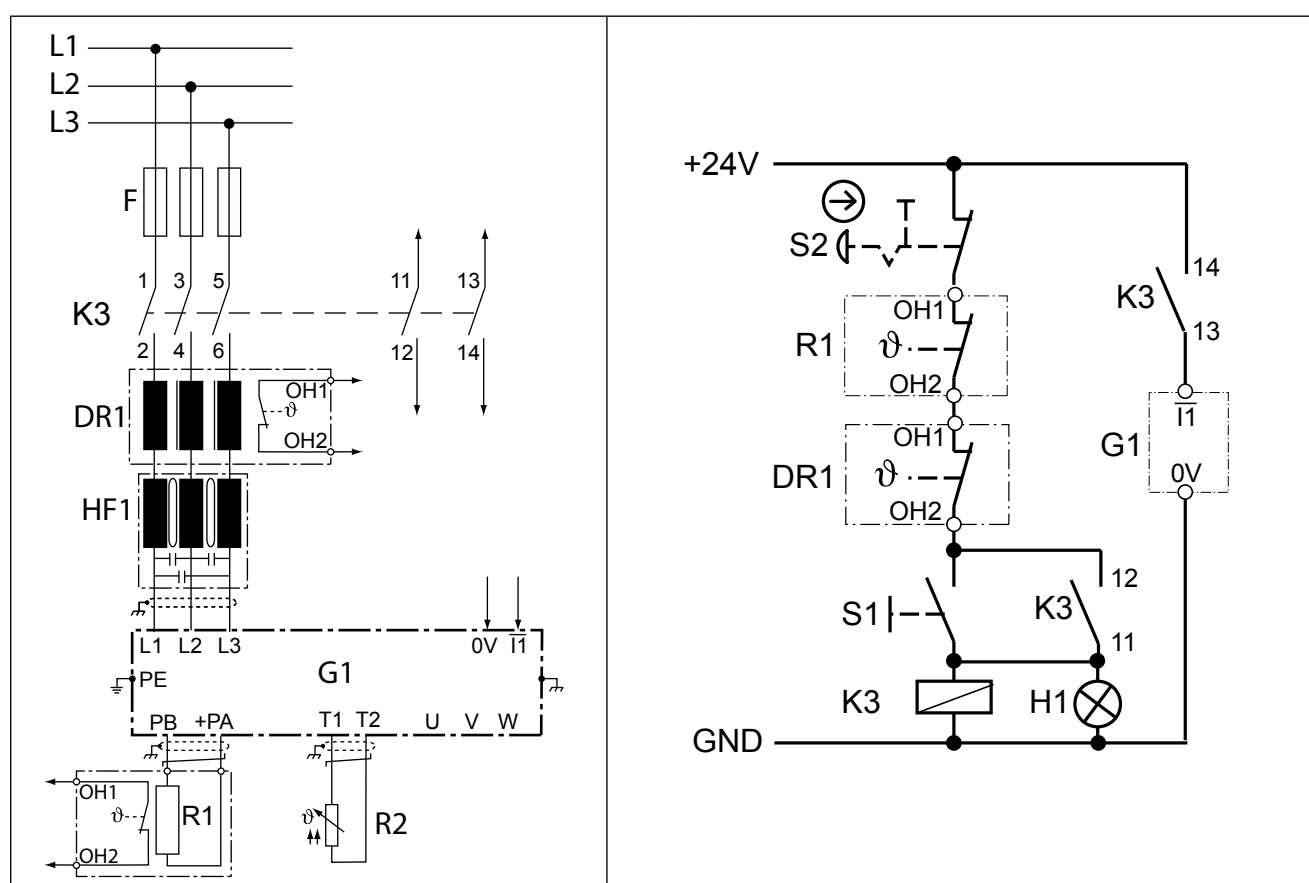 L1
L2
L3
F
1 3 5 11 13
K3
2 4 6 12 14
DR1
OH1
ϑ
OH2
HF1
L1 L2 L3 0V I1
PE
G1
PB +PA T1 T2 U V W
OH1
ϑ
R1
OH2
ϑ
R2
+24V
S2
OH1
R1
ϑ
OH2
OH1
DR1
ϑ
OH2
S1
K3
12
11
K3
H1
GND
14
K3
13
I1
G1
0V